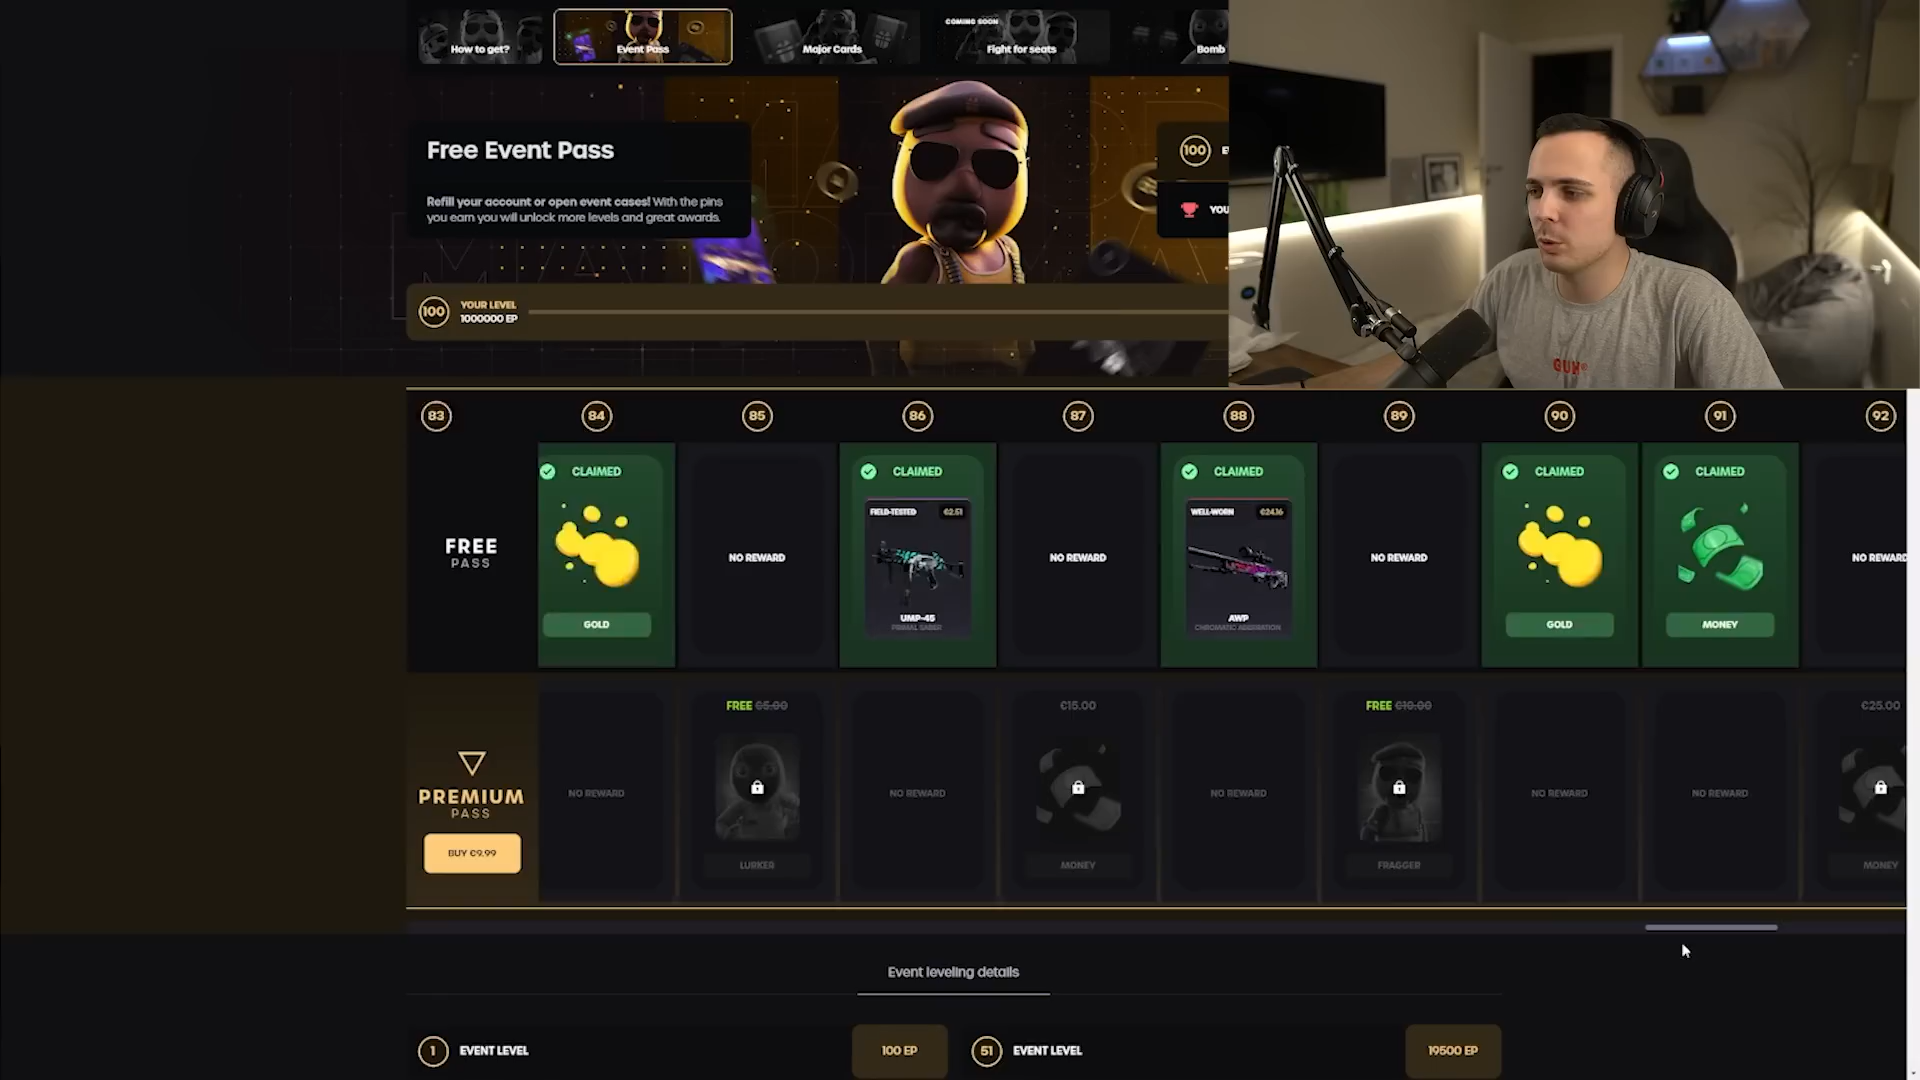 How to get?
Event Pass
Major Cards
COMING SOON
Fight for seats
Bomb
Free Event Pass
Refill your account or open event cases! With the pins
you earn you will unlock more levels and great awards.
100
YOU
100
YOUR LEVEL
1000000 EP
83
84
85
86
87
88
89
90
91
92
FREE
PASS
CLAIMED
GOLD
NO REWARD
CLAIMED
FIELD-TESTED
€2.51
UMP-45
PRIMAL SABER
NO REWARD
CLAIMED
WELL-WORN
€24.16
AWP
CHROMATIC ABERRATION
NO REWARD
CLAIMED
GOLD
CLAIMED
MONEY
NO REWARD
PREMIUM
PASS
BUY €9.99
NO REWARD
FREE €5.00
LURKER
NO REWARD
€15.00
MONEY
NO REWARD
FREE €10.00
FRAGGER
NO REWARD
NO REWARD
€25.00
MONEY
GUN
Event leveling details
1
EVENT LEVEL
100 EP
51
EVENT LEVEL
19500 EP